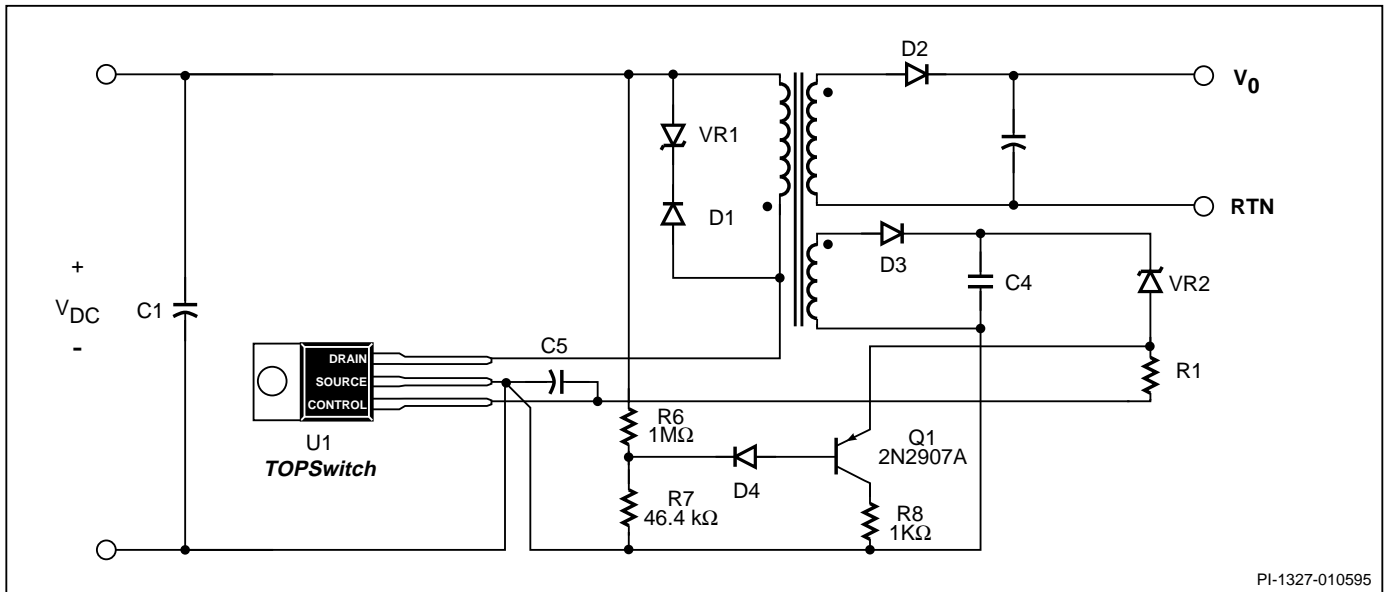 D2
V0
VR1
D1
RTN
D3
C4
VR2
+
VDC
-
C1
DRAIN
SOURCE
CONTROL
C5
R1
U1
TOPSwitch
R6
1MΩ
Q1
2N2907A
D4
R7
46.4 kΩ
R8
1KΩ
PI-1327-010595